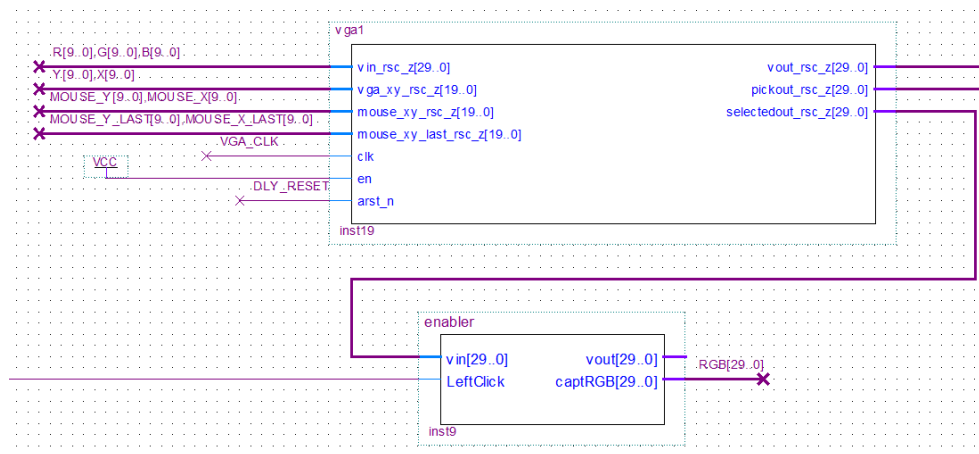 vga1
R[9..0],G[9..0],B[9..0]
vin_rsc_z[29..0]
vout_rsc_z[29..0]
Y[9..0],X[9..0]
vga_xy_rsc_z[19..0]
pickout_rsc_z[29..0]
MOUSE_Y[9..0],MOUSE_X[9..0]
mouse_xy_rsc_z[19..0]
selectedout_rsc_z[29..0]
MOUSE_Y_LAST[9..0],MOUSE_X_LAST[9..0]
mouse_xy_last_rsc_z[19..0]
VGA_CLK
clk
VCC
en
DLY_RESET
arst_n
inst19
enabler
vin[29..0]
vout[29..0]
RGB[29..0]
LeftClick
captRGB[29..0]
inst9